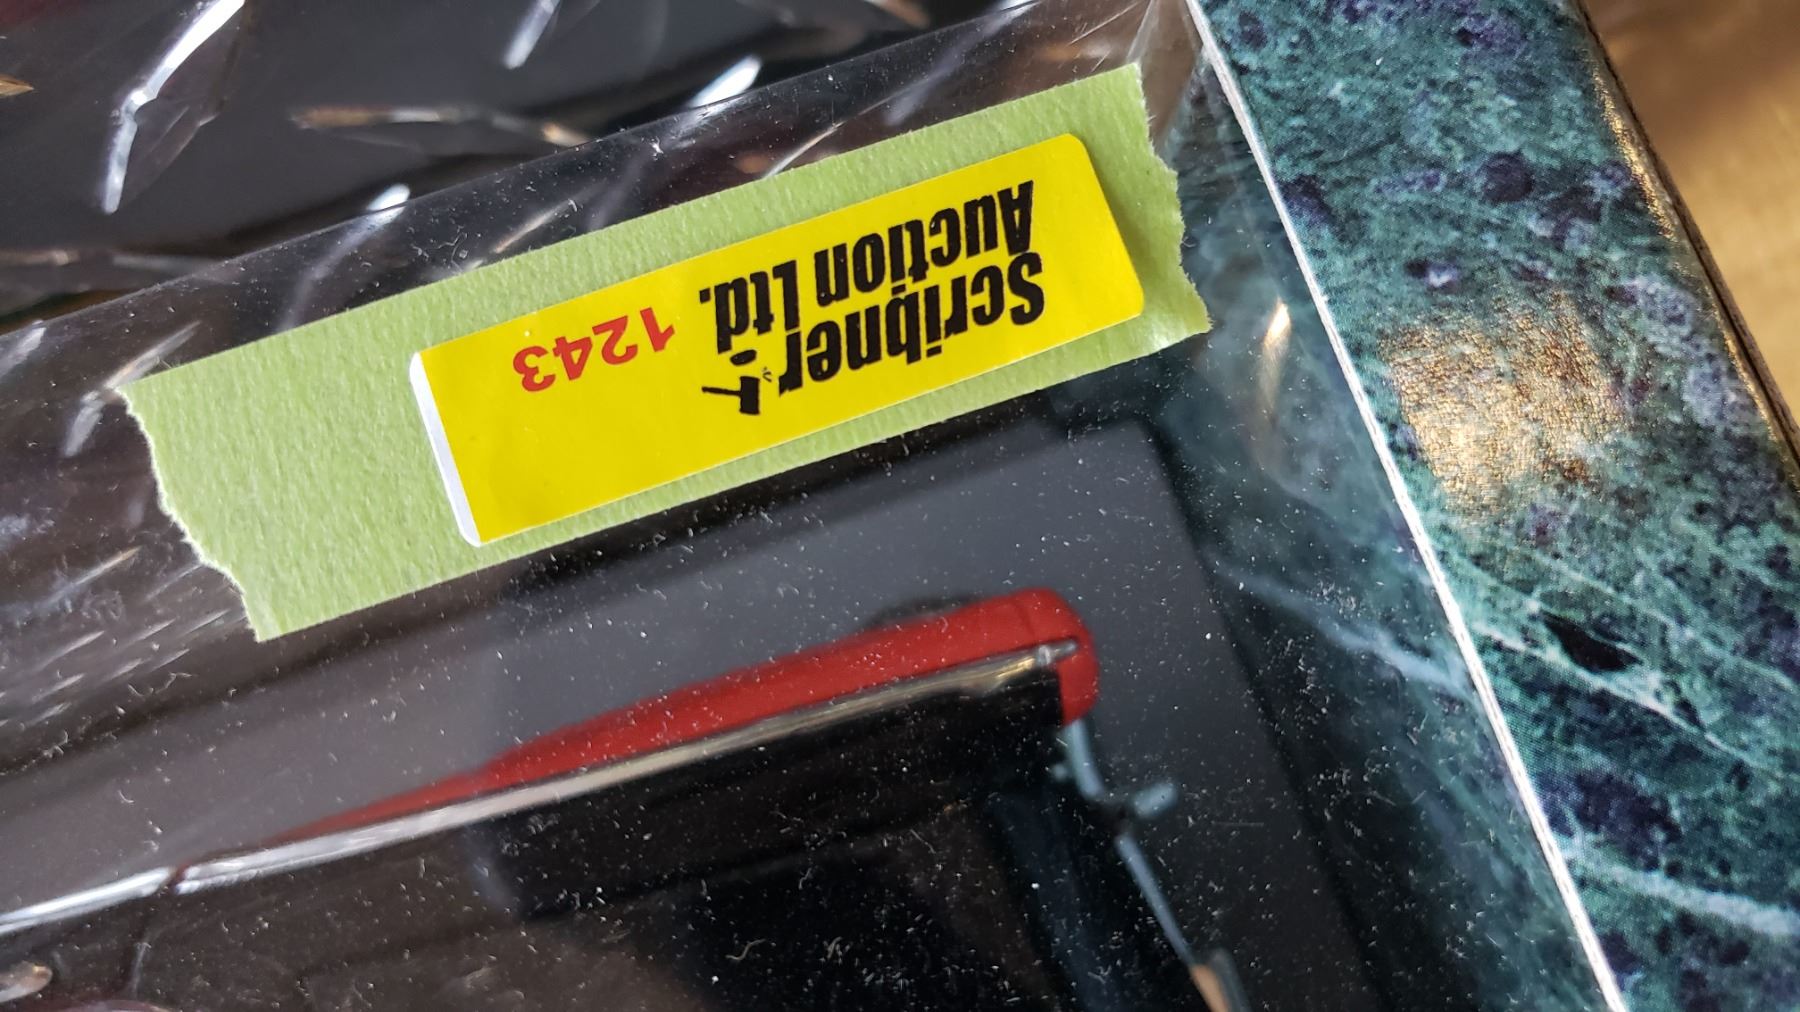 Scribner
Auction Ltd.
1243